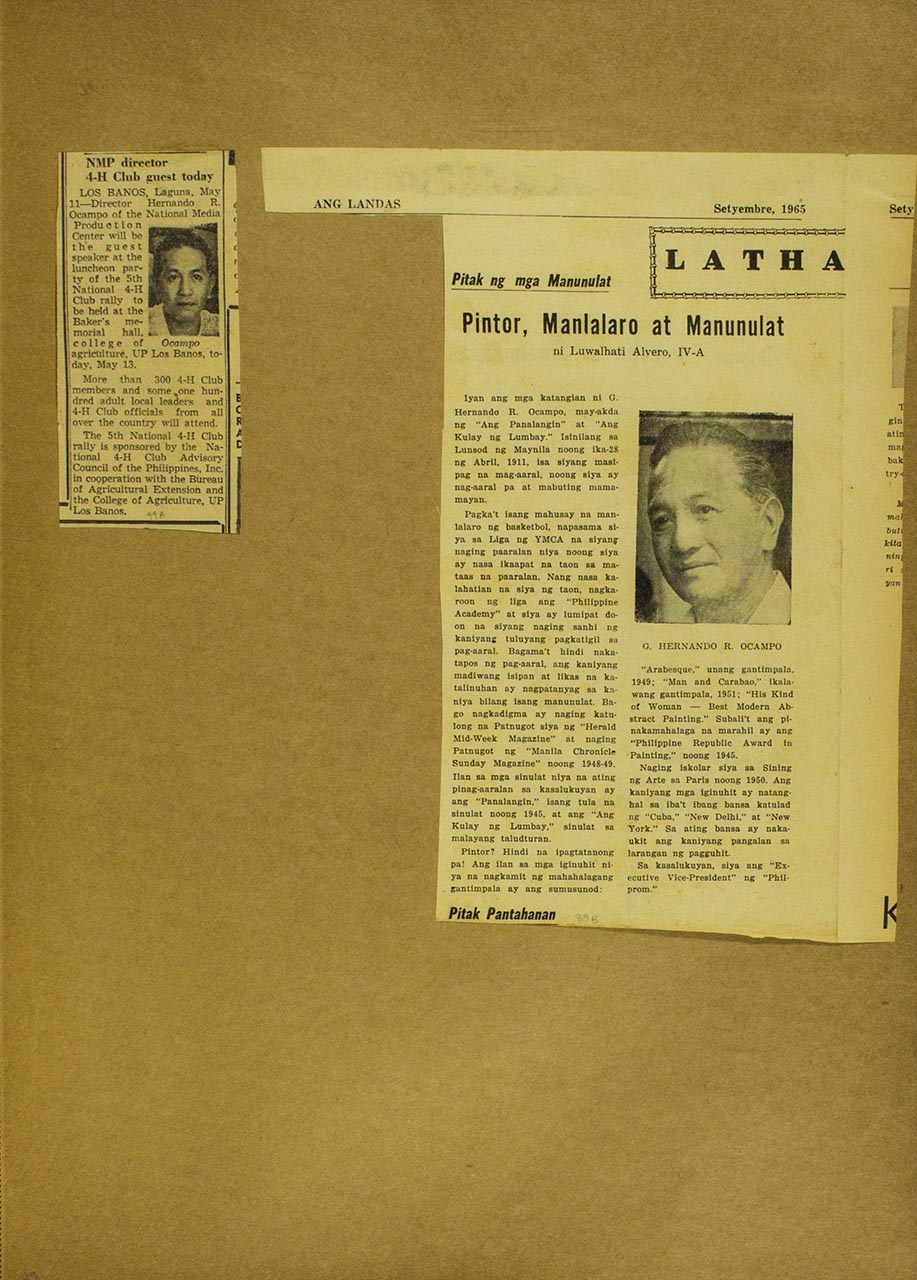 NMP director
4-H Club guest today
LOS BANOS, Laguna, May
11—Director Hernando R.
Ocampo of the National Media
Production
Center will be
the guest
speaker at the
luncheon par-
ty of the 5th
National 4-H
Club rally to
be held at the
Baker's me-
morial hall,
college of
Ocampo
agriculture, UP Los Banos, to-
day, May 13.
More than 300 4-H Club
members and some one hun-
dred adult local leaders and
4-H Club officials from all
over the country will attend.
The 5th National 4-H Club
rally is sponsored by the Na-
tional 4-H Club Advisory
Council of the Philippines, Inc.
in cooperation with the Bureau
of Agricultural Extension and
the College of Agriculture, UP
Los Banos.
99A
ANG LANDAS
Setyembre, 1965
Sety
LATHA
Pitak ng mga Manunulat
Pintor, Manlalaro at Manunulat
ni Luwalhati Alvero, IV-A
Iyan ang mga katangian ni G.
Hernando R. Ocampo, may-akda
ng "Ang Panalangin" at "Ang
Kulay ng Lumbay." Isinilang sa
Lunsod ng Maynila noong ika-28
ng Abril, 1911, isa siyang masi-
pag na mag-aaral, noong siya ay
nag-aaral pa at mabuting mama-
mayan.
Pagka't isang mahusay na man-
lalaro ng basketbol, napasama si-
ya sa Liga ng YMCA na siyang
naging paaralan niya noong siya
ay nasa ikaapat na taon sa ma-
taas na paaralan. Nang nasa ka-
lahatian na siya ng taon, nagka-
roon ng liga ang "Philippine
Academy" at siya ay lumipat do-
on na siyang naging sanhi ng
kaniyang tuluyang pagkatigil sa
pag-aaral. Bagama't hindi naka-
tapos ng pag-aaral, ang kaniyang
madiwang isipan at likas na ka-
talinuhan ay nagpatanyag sa ka-
niya bilang isang manunulat. Ba-
go nagkadigma ay naging katu-
long na Patnugot siya ng "Herald
Mid-Week Magazine" at naging
Patnugot ng "Manila Chronicle
Sunday Magazine" noong 1948-49.
Ilan sa mga sinulat niya na ating
pinag-aaralan sa kasalukuyan ay
ang "Panalangin," isang tula na
sinulat noong 1945, at ang "Ang
Kulay ng Lumbay," sinulat sa
malayang taludturan.
Pintor? Hindi na ipagtatanong
pa! Ang ilan sa mga iginuhit ni-
ya na nagkamit ng mahahalagang
gantimpala ay ang sumusunod:
Pitak Pantahanan
99B
G. HERNANDO R. OCAMPO
"Arabesque," unang gantimpala,
1949; "Man and Carabao," ikala-
wang gantimpala, 1951; "His Kind
of Woman — Best Modern Ab-
stract Painting." Subali't ang pi-
nakamahalaga na marahil ay ang
"Philippine Republic Award in
Painting," noong 1945.
Naging iskolar siya sa Sining
ng Arte sa Paris noong 1950. Ang
kaniyang mga iginuhit ay natang-
hal sa iba't ibang bansa katulad
ng "Cuba," "New Delhi," at "New
York." Sa ating bansa ay naka-
ukit ang kaniyang pangalan sa
larangan ng pagguhit.
Sa kasalukuyan, siya ang "Ex-
ecutive Vice-President" ng "Phil-
prom."
gin
atin
bak
try-
kita
ri
yan
K